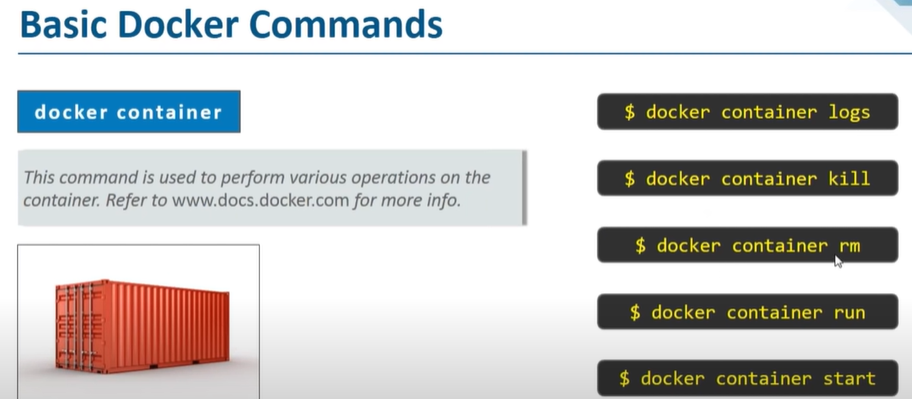 Basic Docker Commands
docker container
This command is used to perform various operations on the
container. Refer to www.docs.docker.com for more info.
$ docker container logs
$ docker container kill
$ docker container rm
$ docker container run
$ docker container start